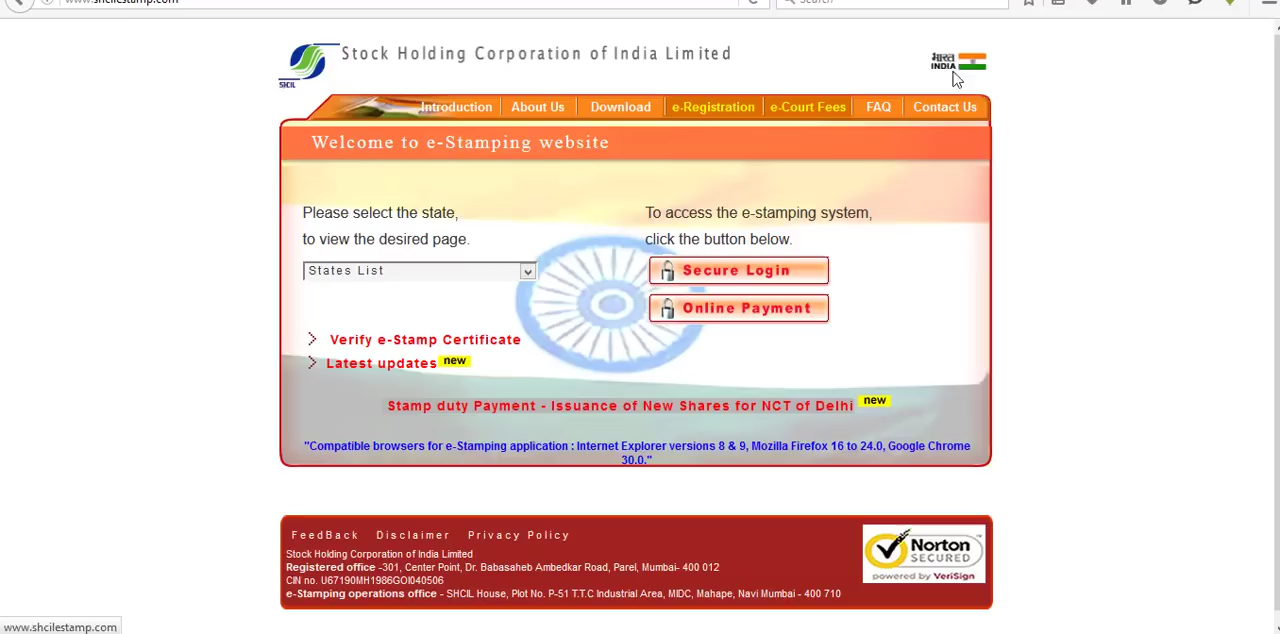 www.shcilestamp.com
Search
Stock Holding Corporation of India Limited
SHCIL
भारत
INDIA
Introduction About Us Download e-Registration e-Court Fees FAQ Contact Us
Welcome to e-Stamping website
Please select the state,
to view the desired page.
States List
To access the e-stamping system,
click the button below.
Secure Login
Online Payment
Verify e-Stamp Certificate
Latest updates new
Stamp duty Payment - Issuance of New Shares for NCT of Delhi new
"Compatible browsers for e-Stamping application : Internet Explorer versions 8 & 9, Mozilla Firefox 16 to 24.0, Google Chrome
30.0."
FeedBack Disclaimer Privacy Policy
Stock Holding Corporation of India Limited
Registered office -301, Center Point, Dr. Babasaheb Ambedkar Road, Parel, Mumbai- 400 012
CIN no. U67190MH1986GOI040506
e-Stamping operations office - SHCIL House, Plot No. P-51 T.T.C Industrial Area, MIDC, Mahape, Navi Mumbai - 400 710
Norton
SECURED
powered by VeriSign
www.shcilestamp.com